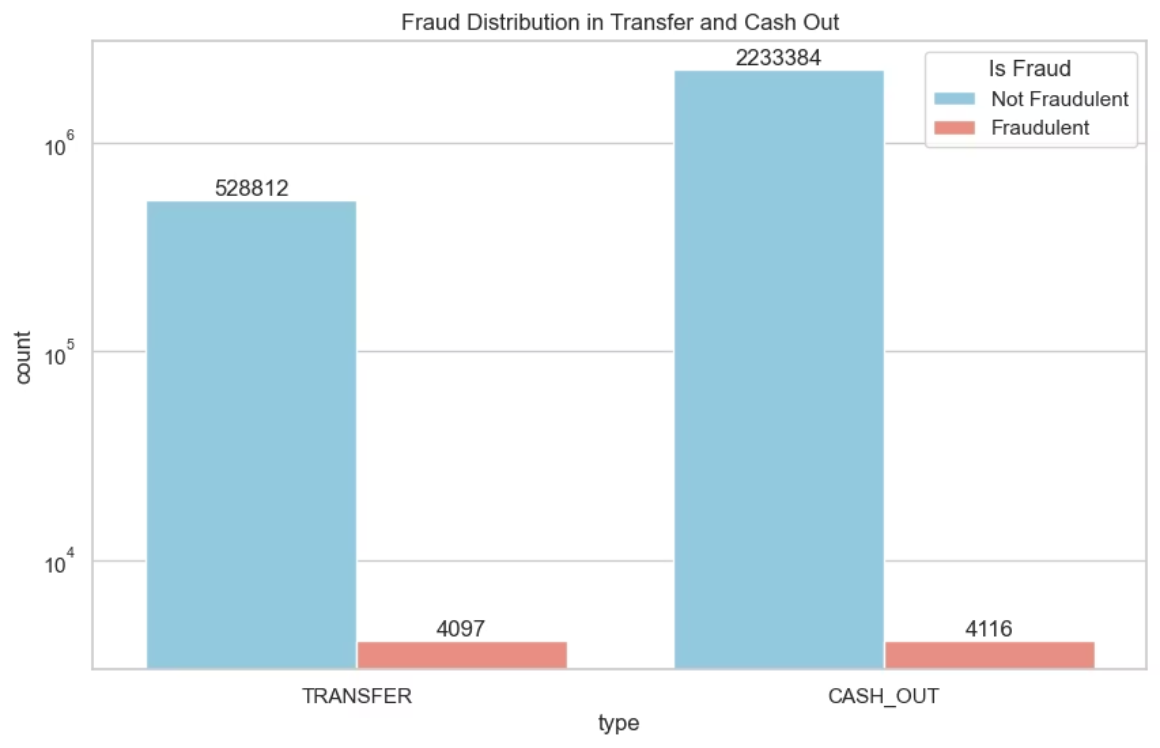 Fraud Distribution in Transfer and Cash Out
2233384
Is Fraud
Not Fraudulent
Fraudulent
10^6
528812
count
10^5
10^4
4097
4116
TRANSFER
CASH_OUT
type